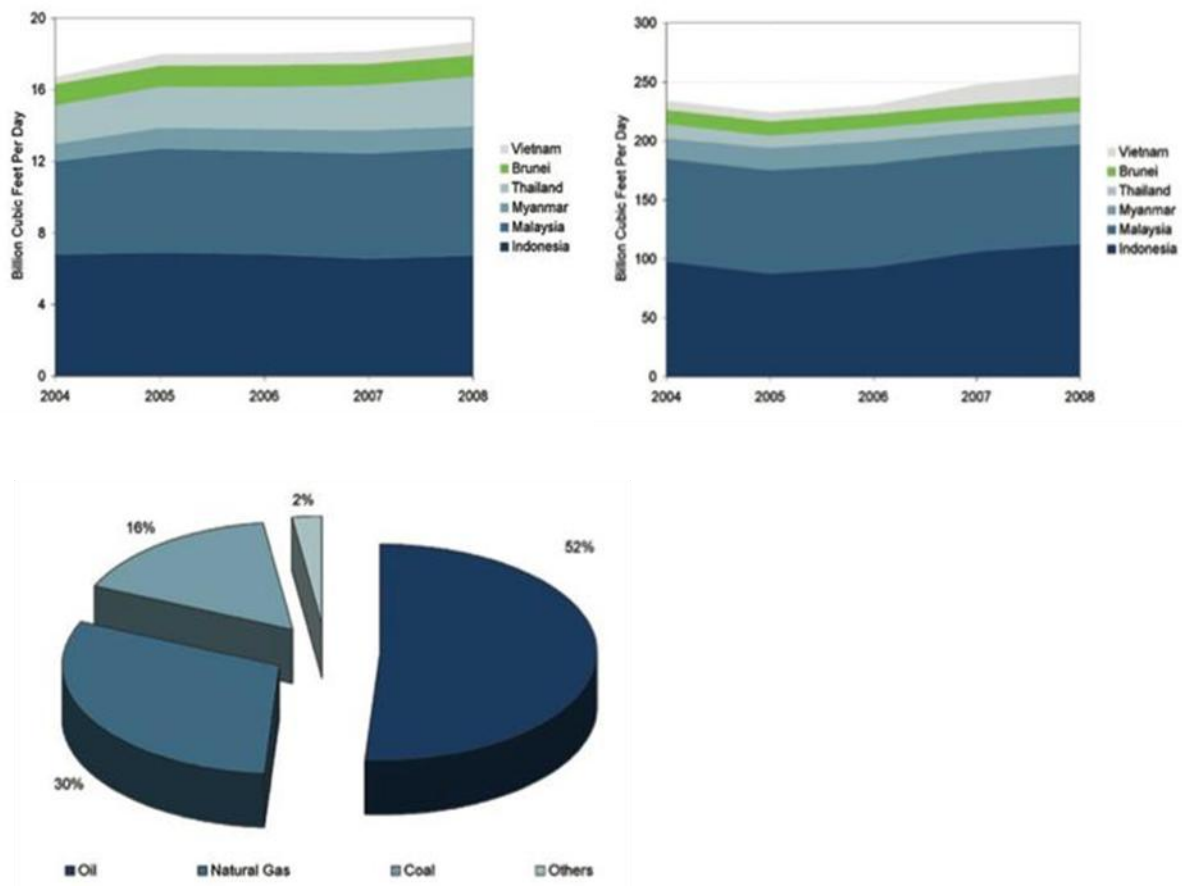 20
16
12
8
4
0
Billion Cubic Feet Per Day
2004 2005 2006 2007 2008
Vietnam
Brunei
Thailand
Myanmar
Malaysia
Indonesia
300
250
200
150
100
50
0
Billion Cubic Feet Per Day
2004 2005 2006 2007 2008
Vietnam
Brunei
Thailand
Myanmar
Malaysia
Indonesia
2%
16%
52%
30%
Oil Natural Gas Coal Others